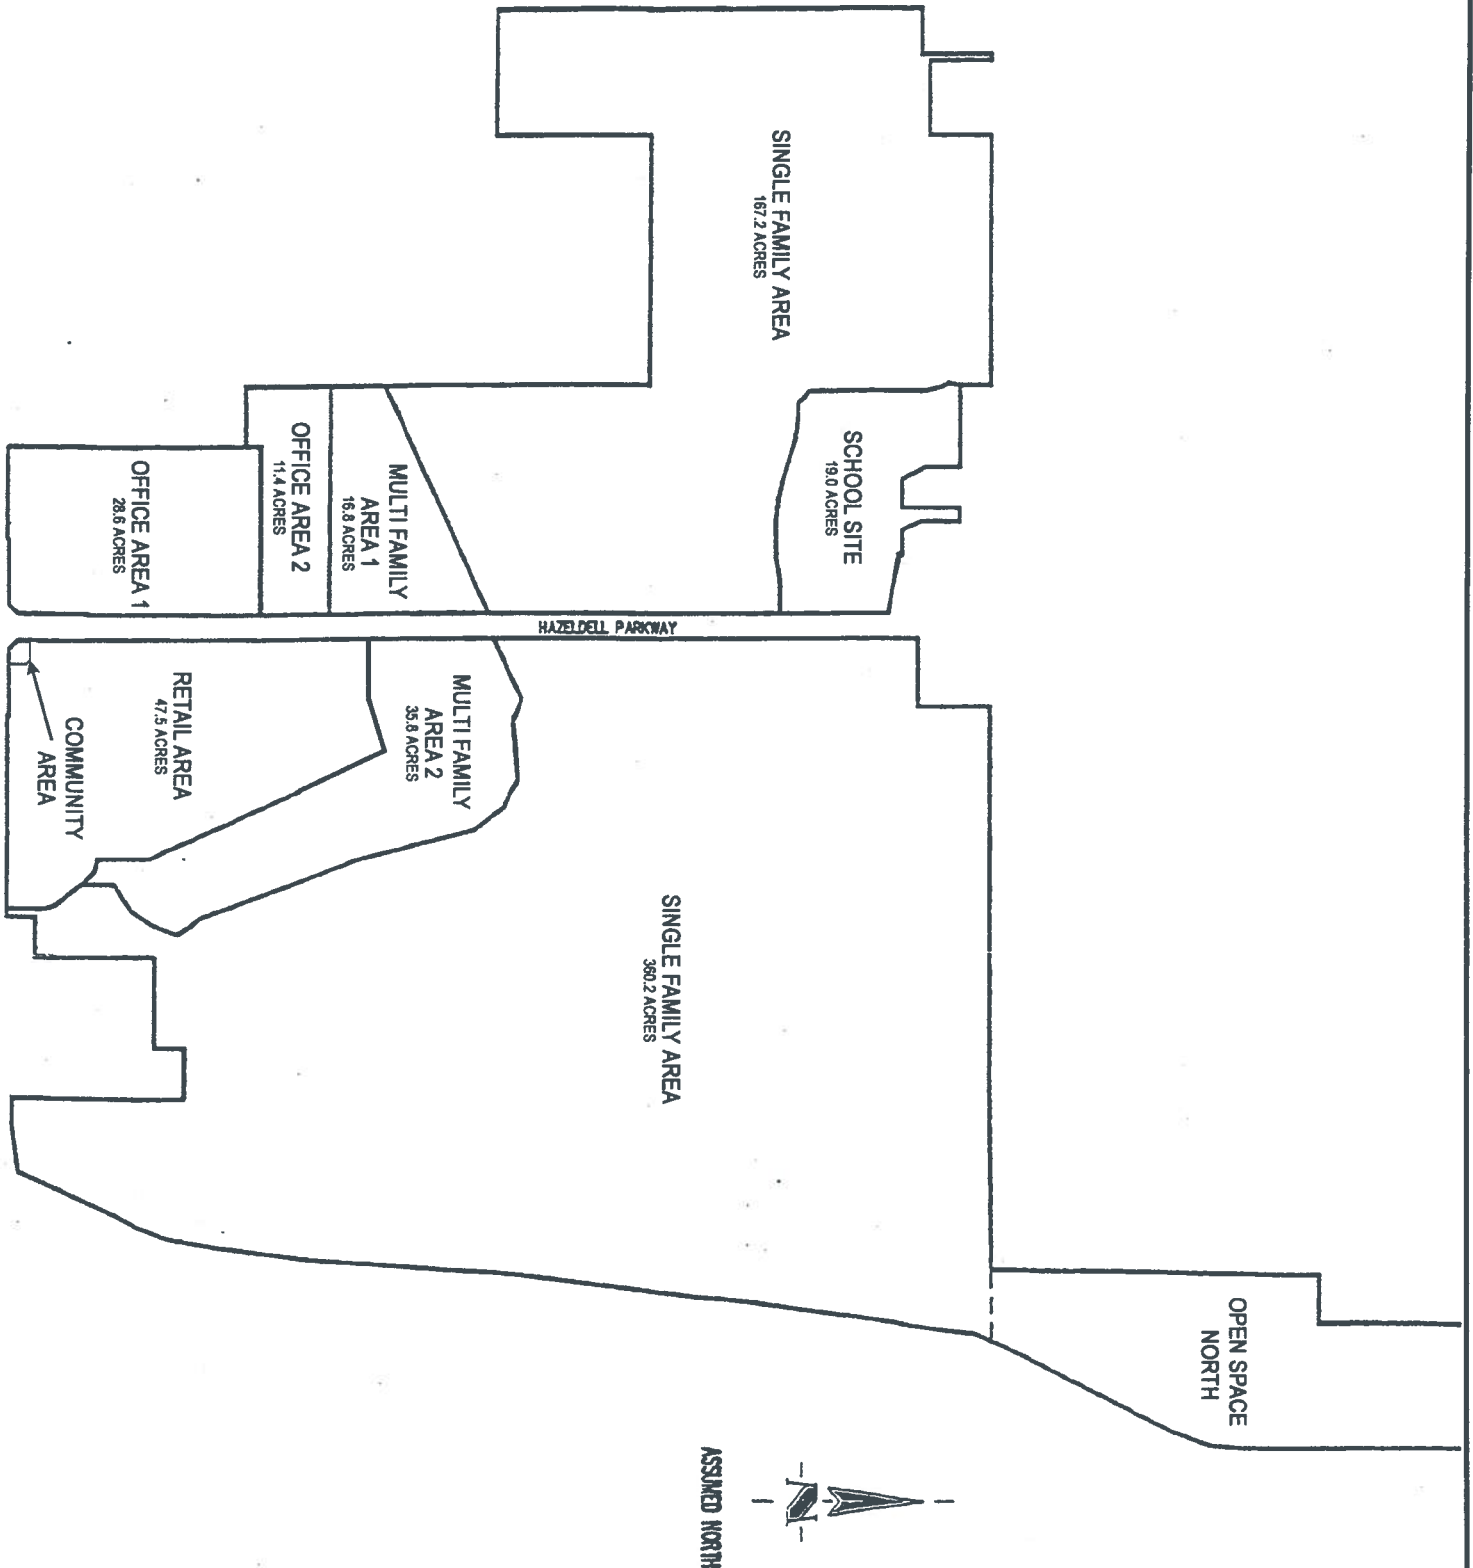 SINGLE FAMILY AREA
167.2 ACRES
SCHOOL SITE
19.0 ACRES
MULTI FAMILY
AREA 1
16.8 ACRES
OFFICE AREA 2
11.4 ACRES
OFFICE AREA 1
28.6 ACRES
HAZELDELL PARKWAY
MULTI FAMILY
AREA 2
35.8 ACRES
RETAIL AREA
47.5 ACRES
COMMUNITY
AREA
SINGLE FAMILY AREA
360.2 ACRES
OPEN SPACE
NORTH
N
ASSUMED NORTH